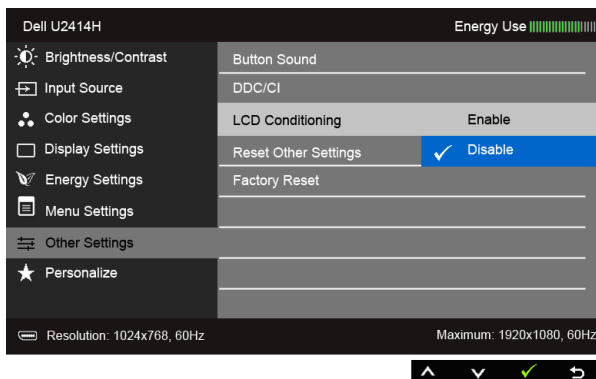 Dell U2414H Energy Use
Brightness/Contrast Button Sound
Input Source DDC/CI
Color Settings LCD Conditioning Enable
Display Settings Reset Other Settings Disable
Energy Settings Factory Reset
Menu Settings
Other Settings
Personalize
Resolution: 1024x768, 60Hz Maximum: 1920x1080, 60Hz